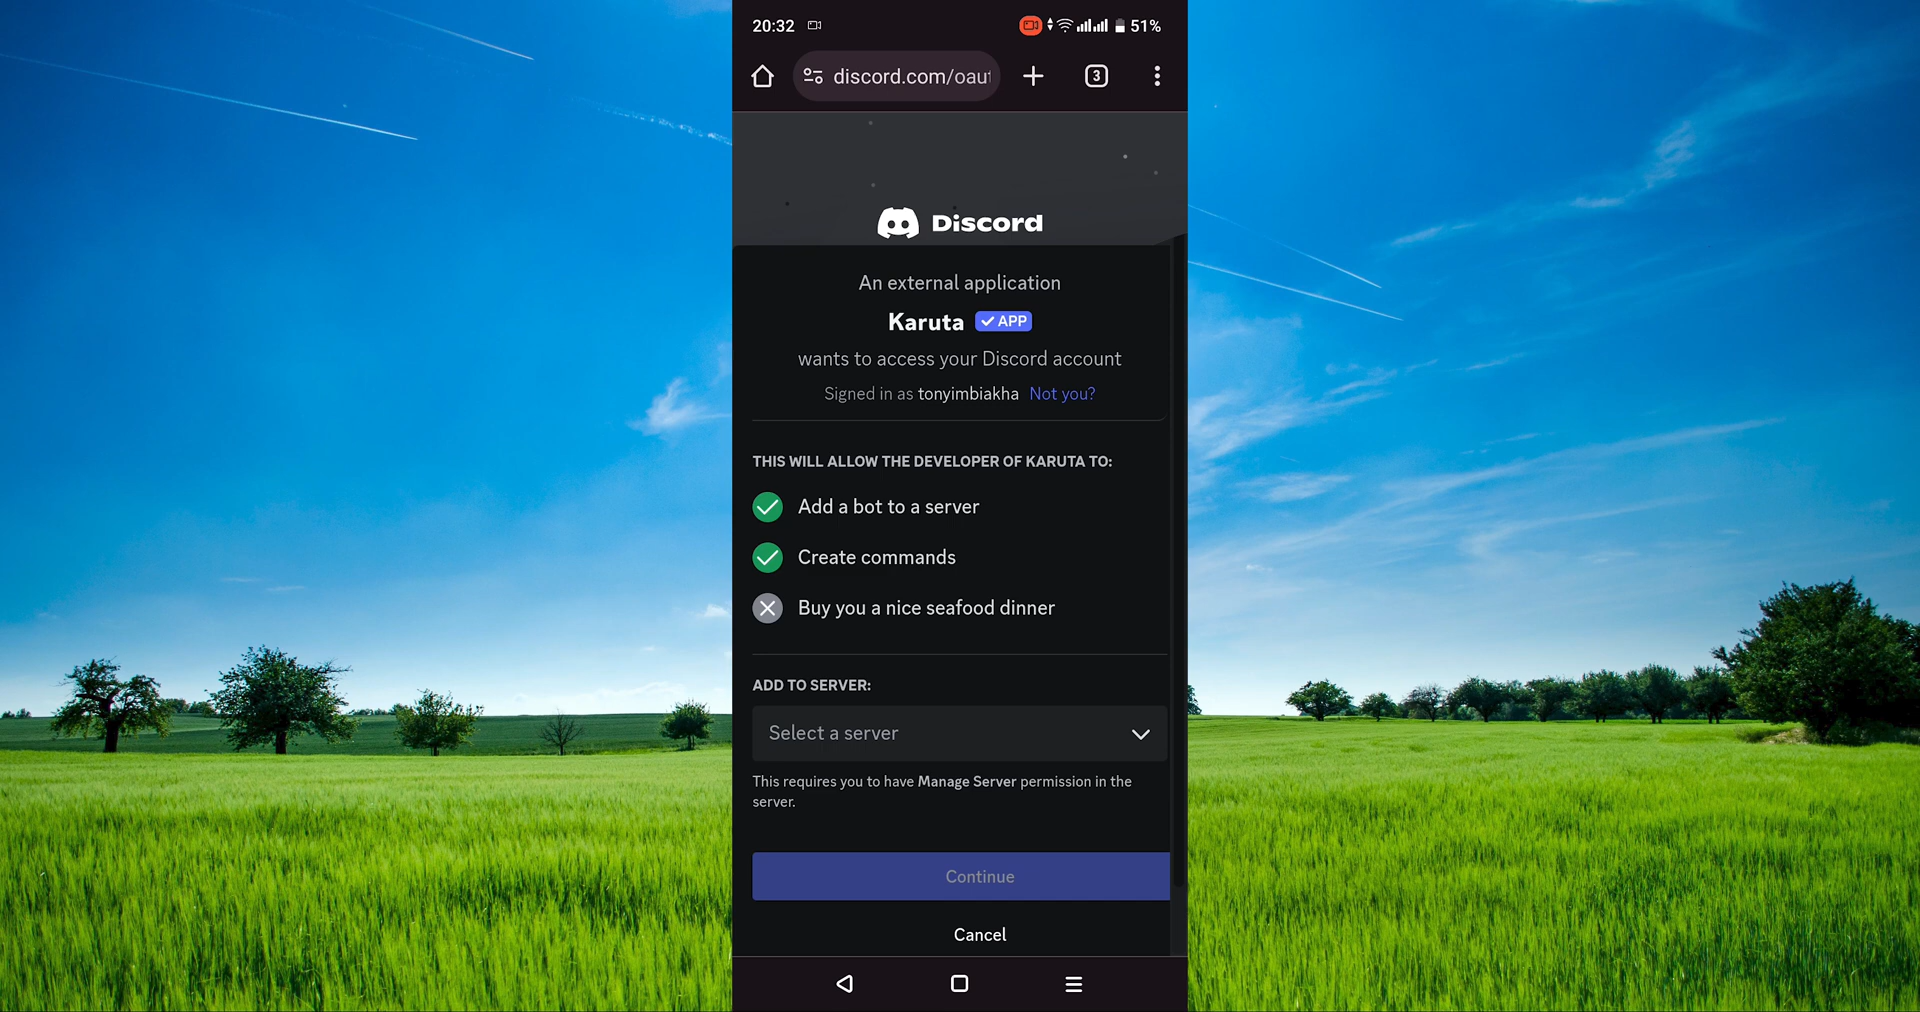 20:32
51%
discord.com/oau
3
Discord
An external application
Karuta APP
wants to access your Discord account
Signed in as tonyimbiakha Not you?
THIS WILL ALLOW THE DEVELOPER OF KARUTA TO:
Add a bot to a server
Create commands
Buy you a nice seafood dinner
ADD TO SERVER:
Select a server
This requires you to have Manage Server permission in the
server.
Continue
Cancel